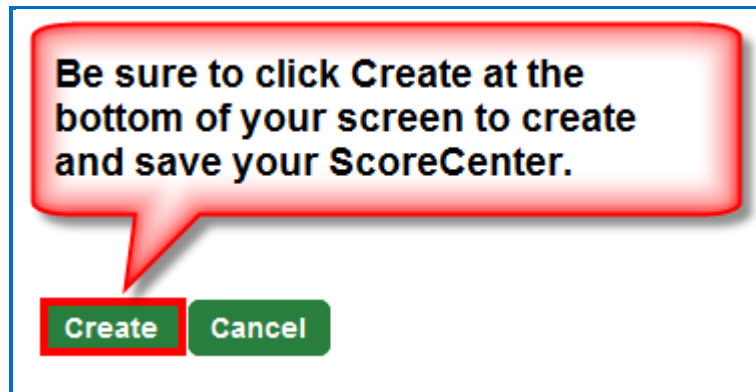 Be sure to click Create at the
bottom of your screen to create
and save your ScoreCenter.
Create Cancel